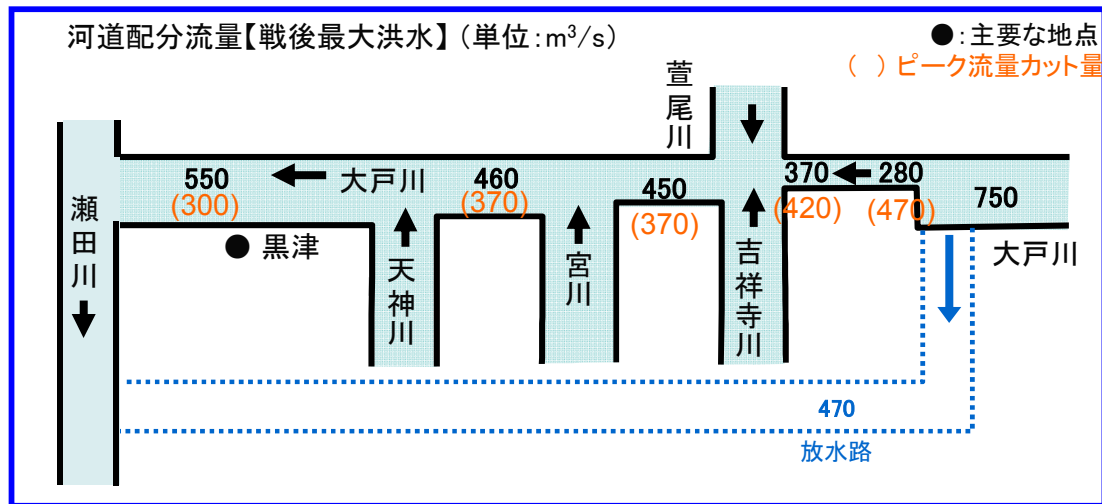 河道配分流量【戦後最大洪水】(単位:m³/s)
●:主要な地点
( )ピーク流量カット量
萱尾川
550
(300)
大戸川
460
(370)
450
(370)
370
(420)
280
(470)
750
大戸川
瀬田川
●黒津
天神川
宮川
吉祥寺川
470
放水路